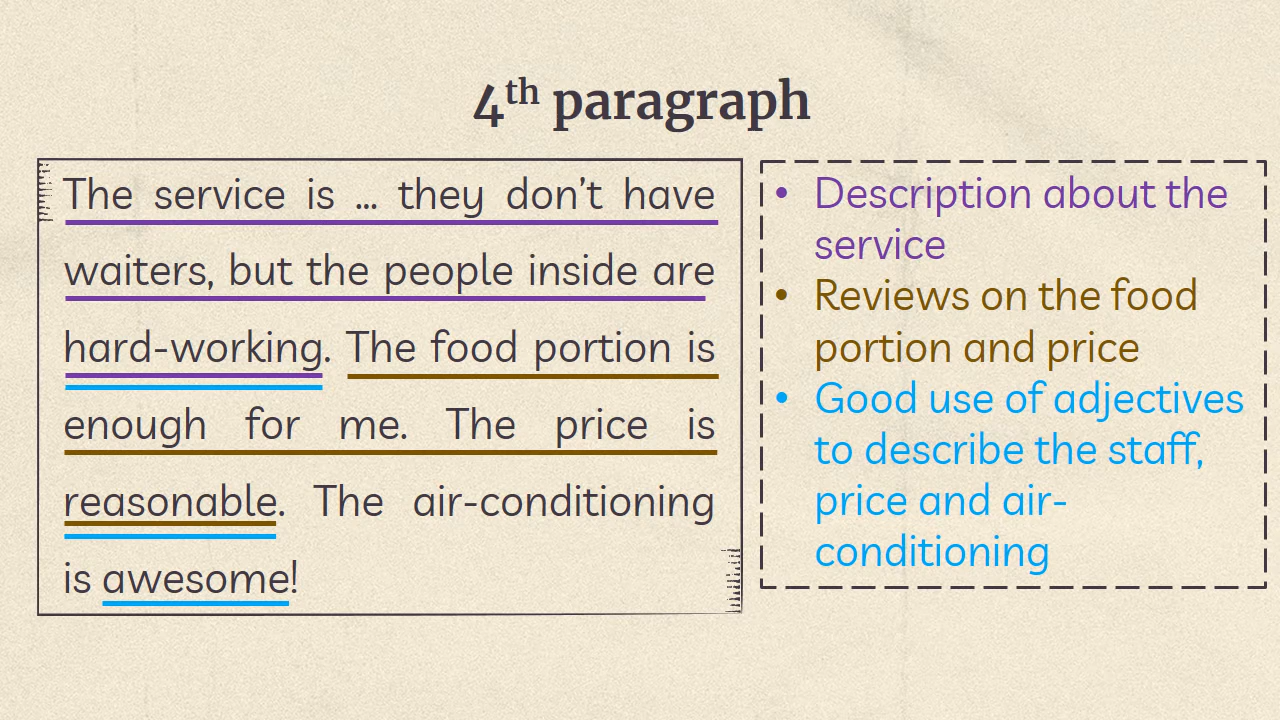 4th paragraph
The service is ... they don't have
waiters, but the people inside are
hard-working. The food portion is
enough for me. The price is
reasonable. The air-conditioning
is awesome!
• Description about the
service
• Reviews on the food
portion and price
• Good use of adjectives
to describe the staff,
price and air-
conditioning